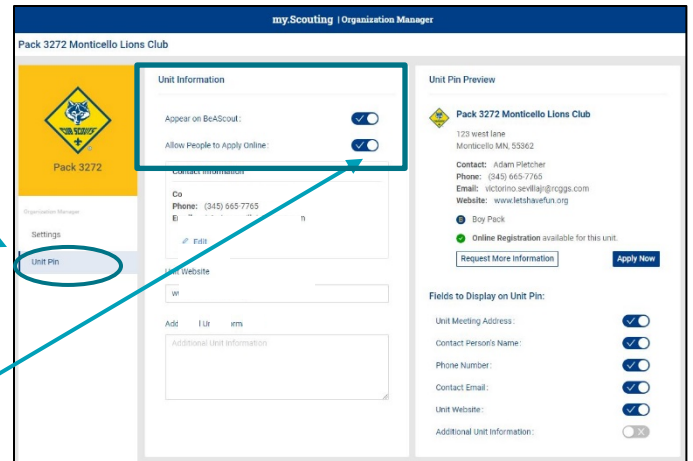 my.Scouting | Organization Manager
Pack 3272 Monticello Lions Club
CUB SCOUTS
Pack 3272
Organization Manager
Settings
Unit Pin
Unit Information
Appear on BeAScout:
Allow People to Apply Online:
Contact Information
Co
Phone: (345) 665-7765
Edit
Unit Website
Additional Unit Information
Unit Pin Preview
Pack 3272 Monticello Lions Club
123 west lane
Monticello MN, 55362
Contact: Adam Pletcher
Phone: (345) 665-7765
Email: victorino.sevillajr@rcggs.com
Website: www.letshavefun.org
Boy Pack
Online Registration available for this unit.
Request More Information
Apply Now
Fields to Display on Unit Pin:
Unit Meeting Address:
Contact Person's Name:
Phone Number:
Contact Email:
Unit Website:
Additional Unit Information: